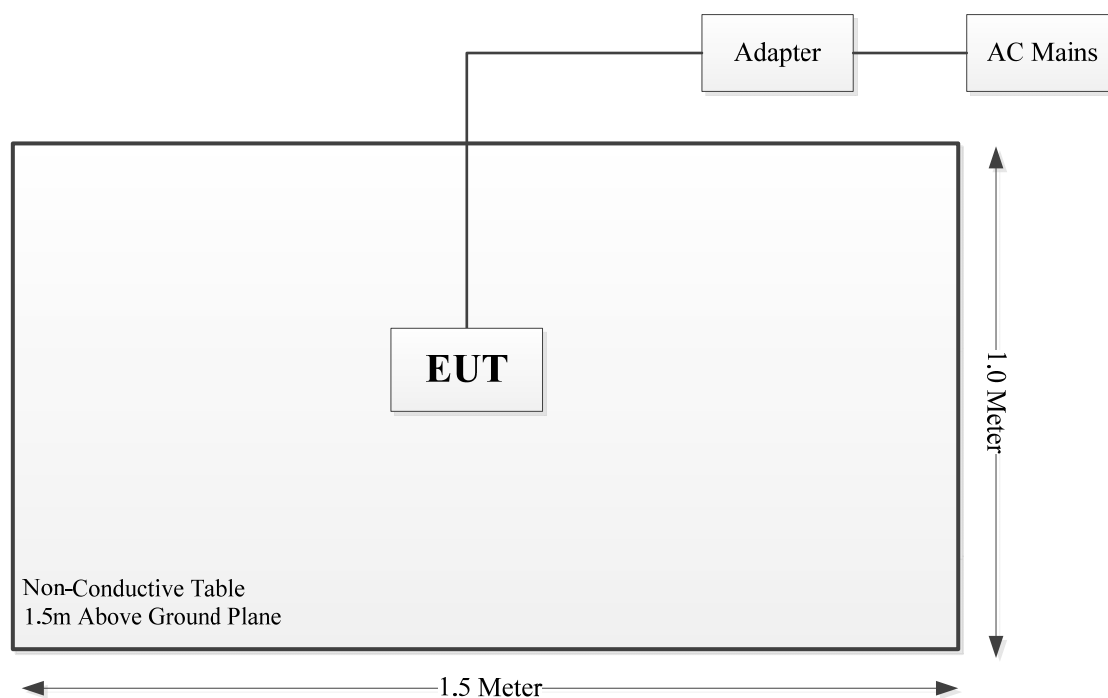 Adapter
AC Mains
EUT
1.0 Meter
Non-Conductive Table
1.5m Above Ground Plane
1.5 Meter